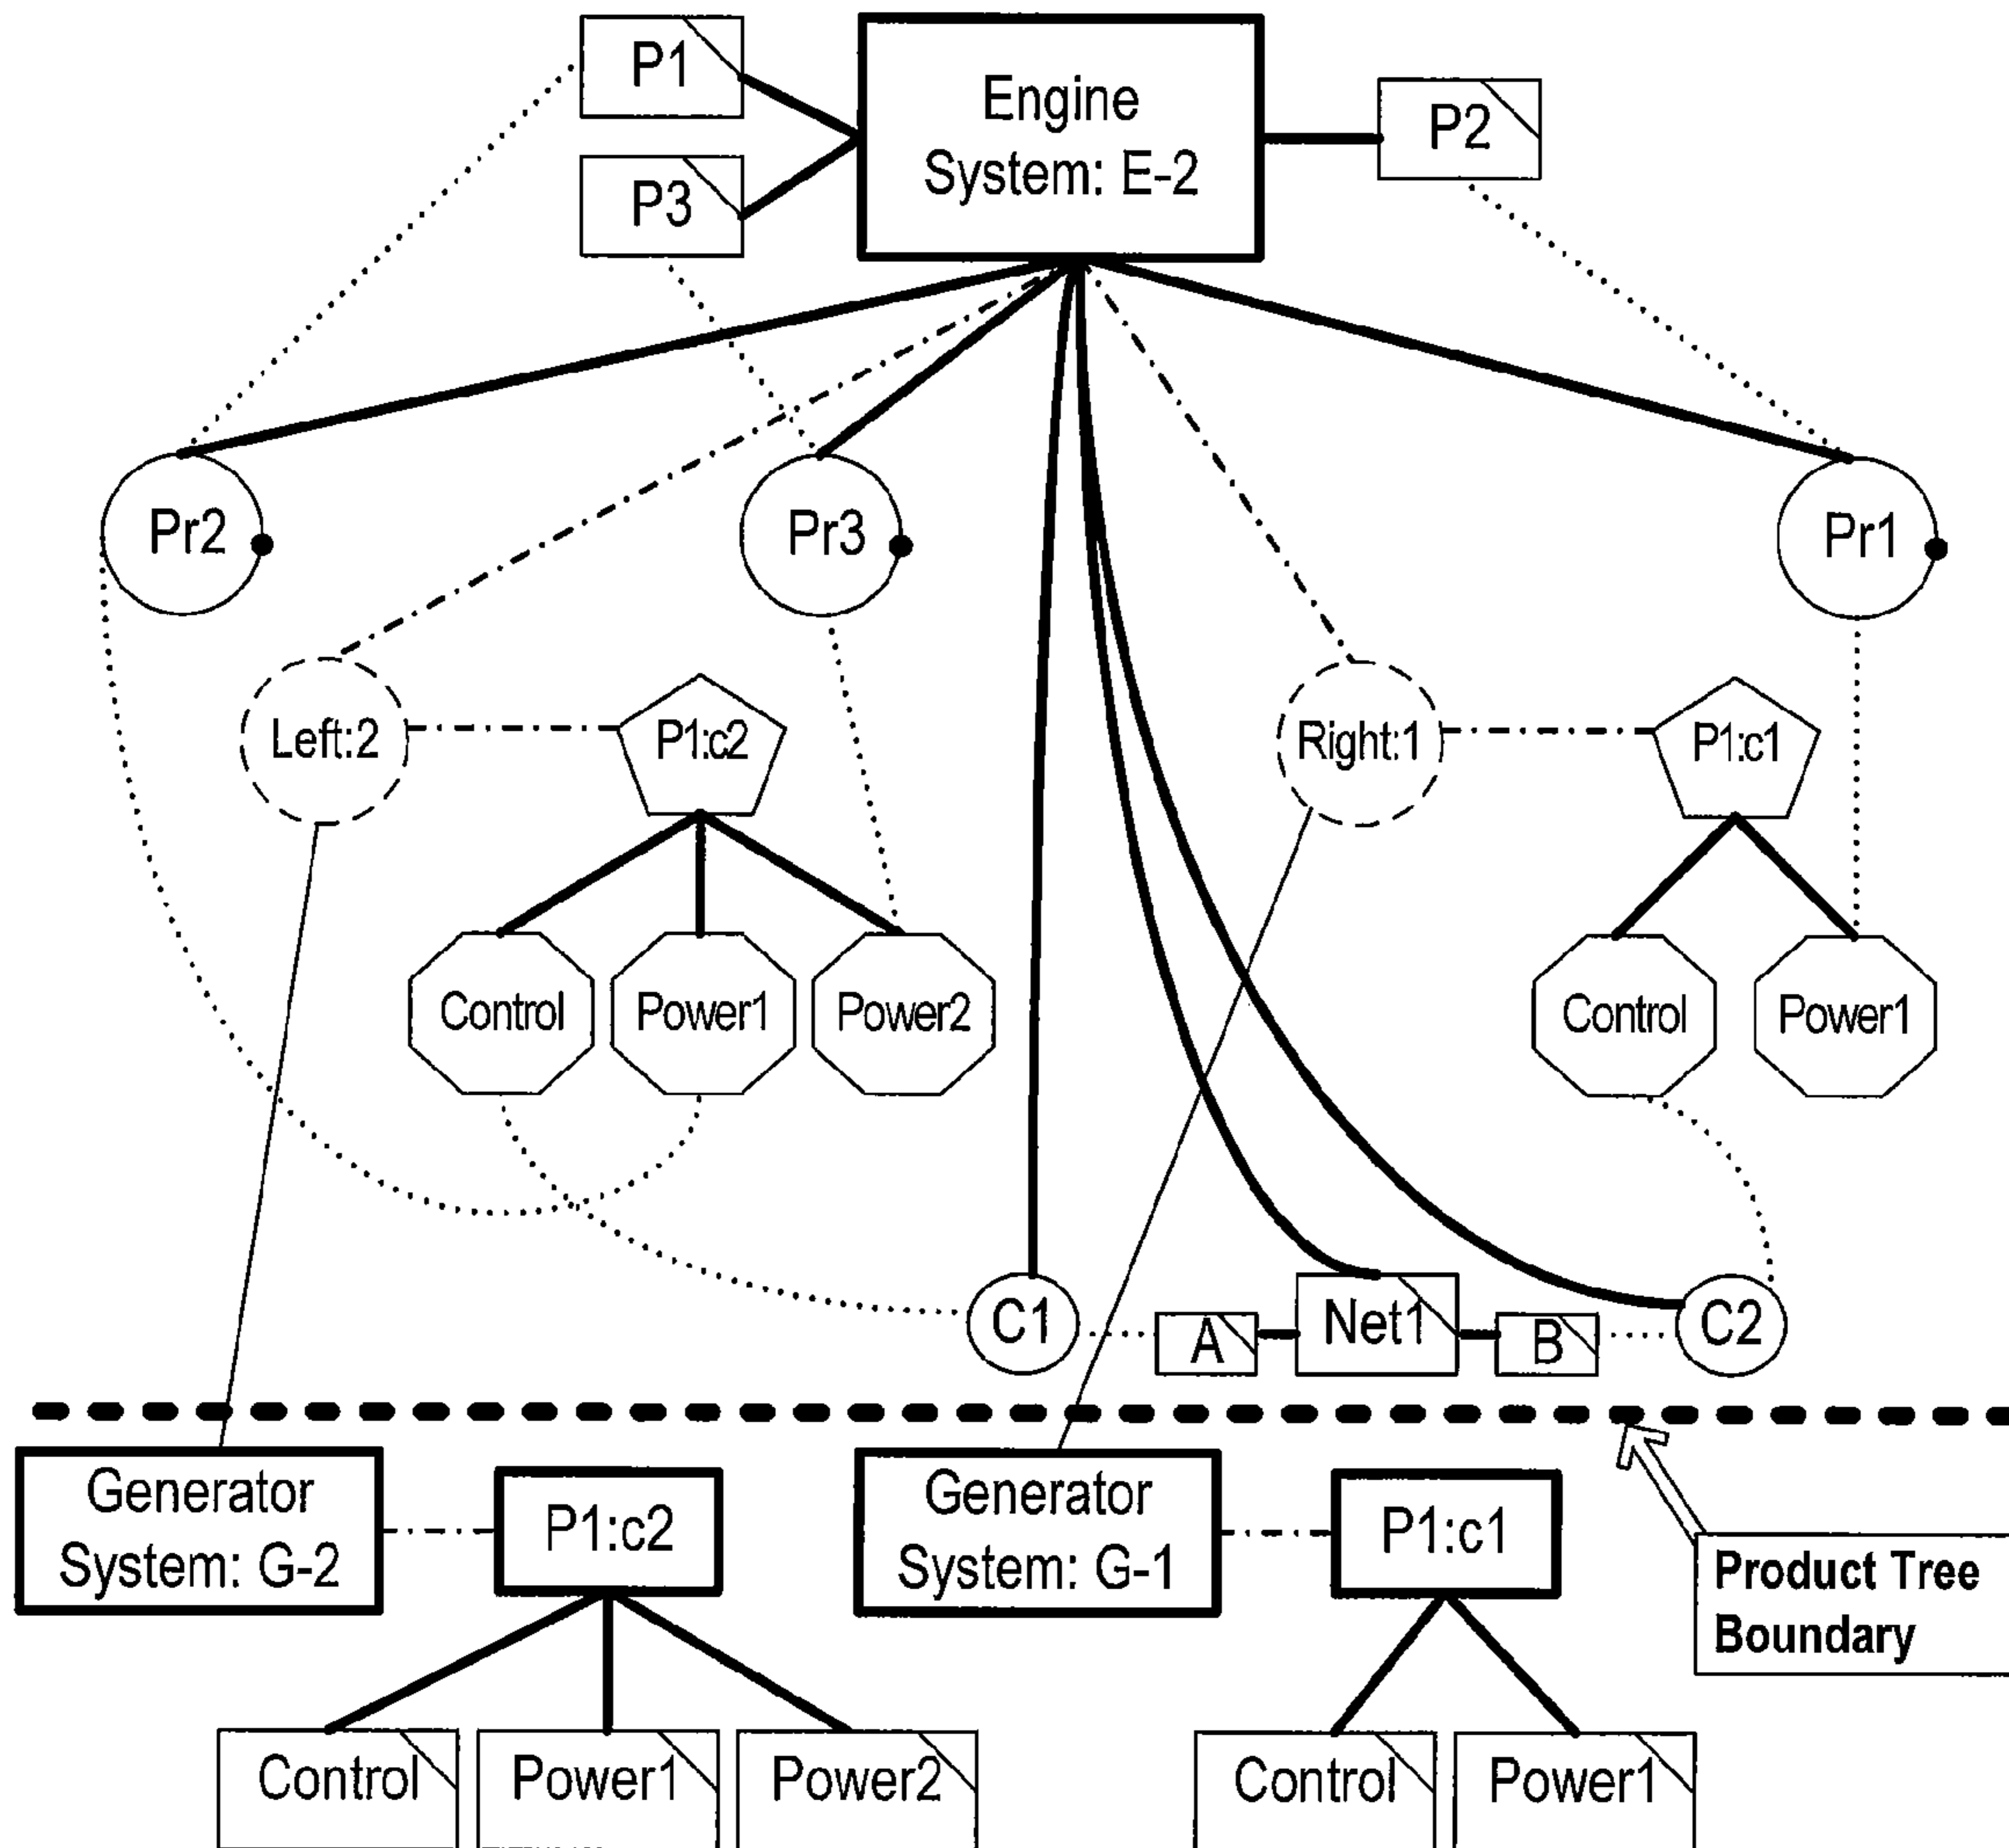 P1
Engine
System: E-2
P2
P3
Pr2
Pr3
Pr1
Left:2
P1:c2
Right:1
P1:c1
Control
Power1
Power2
Control
Power1
C1
A
Net1
B
C2
Generator
System: G-2
P1:c2
Generator
System: G-1
P1:c1
Product Tree
Boundary
Control
Power1
Power2
Control
Power1